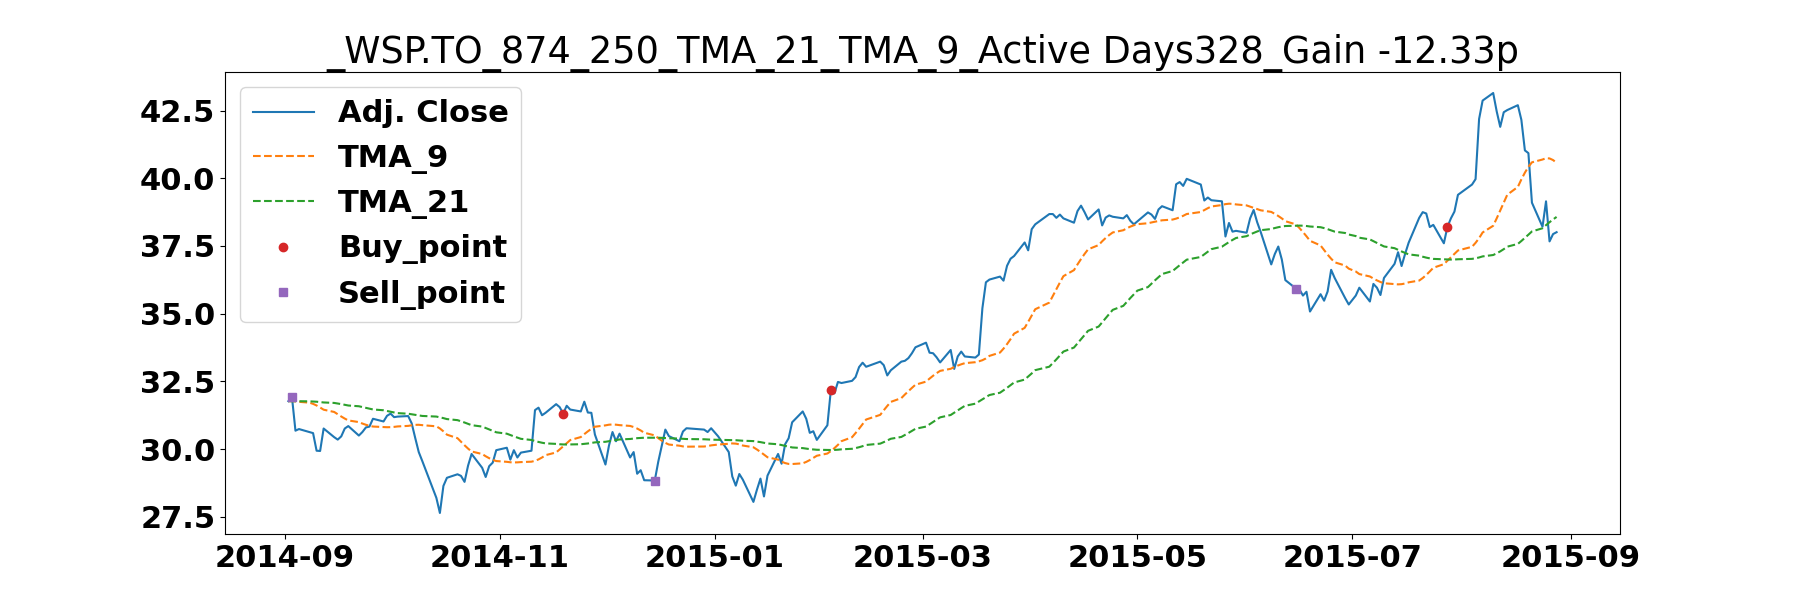 _WSP.TO_874_250_TMA_21_TMA_9_Active Days328_Gain -12.33p
Adj. Close
TMA_9
TMA_21
Buy_point
Sell_point
42.5
40.0
37.5
35.0
32.5
30.0
27.5
2014-09 2014-11 2015-01 2015-03 2015-05 2015-07 2015-09